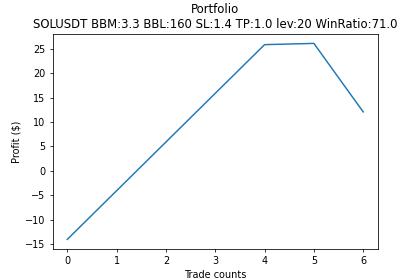 Portfolio
SOLUSDT BBM:3.3 BBL:160 SL:1.4 TP:1.0 lev:20 WinRatio:71.0
25
20
15
10
5
0
−5
−10
−15
Profit ($)
0 1 2 3 4 5 6
Trade counts